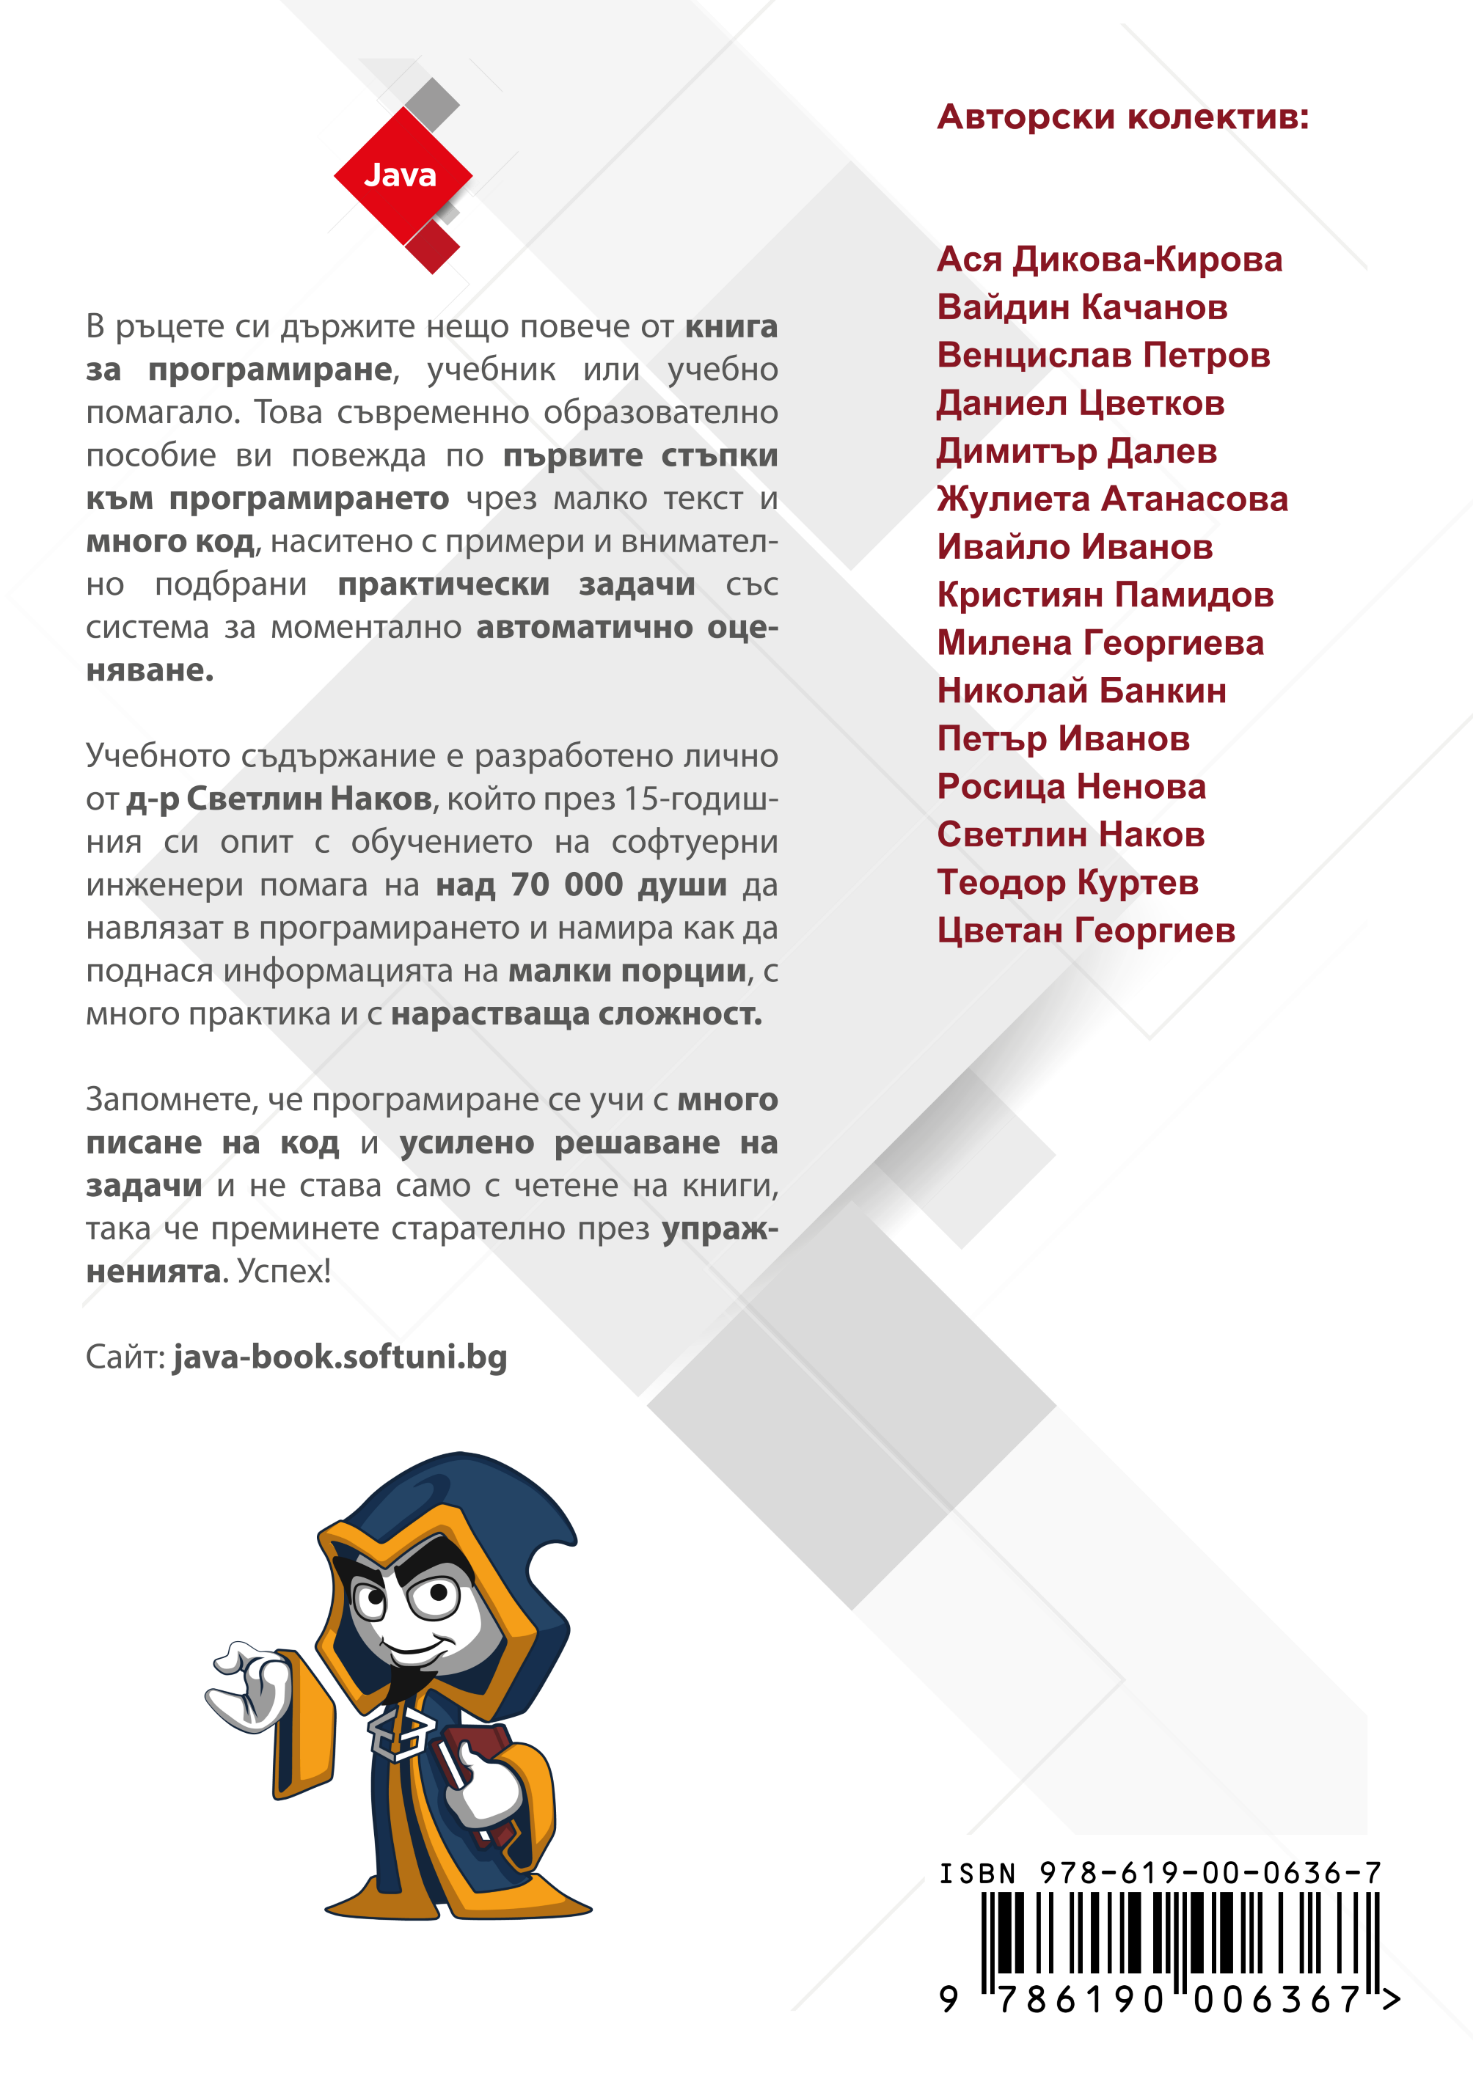 Java
В ръцете си държите нещо повече от книга
за програмиране, учебник или учебно
помагало. Това съвременно образователно
пособие ви повежда по първите стъпки
към програмирането чрез малко текст и
много код, наситено с примери и внимател-
но подбрани практически задачи със
система за моментално автоматично оце-
няване.
Учебното съдържание е разработено лично
от д-р Светлин Наков, който през 15-годиш-
ния си опит с обучението на софтуерни
инженери помага на над 70 000 души да
навлязат в програмирането и намира как да
поднася информацията на малки порции, с
много практика и с нарастваща сложност.
Запомнете, че програмиране се учи с много
писане на код и усилено решаване на
задачи и не става само с четене на книги,
така че преминете старателно през упраж-
ненията. Успех!
Сайт: java-book.softuni.bg
Авторски колектив:
Ася Дикова-Кирова
Вайдин Качанов
Венцислав Петров
Даниел Цветков
Димитър Далев
Жулиета Атанасова
Ивайло Иванов
Кристиян Памидов
Милена Георгиева
Николай Банкин
Петър Иванов
Росица Ненова
Светлин Наков
Теодор Куртев
Цветан Георгиев
ISBN 978-619-00-0636-7
9 786190 006367 >